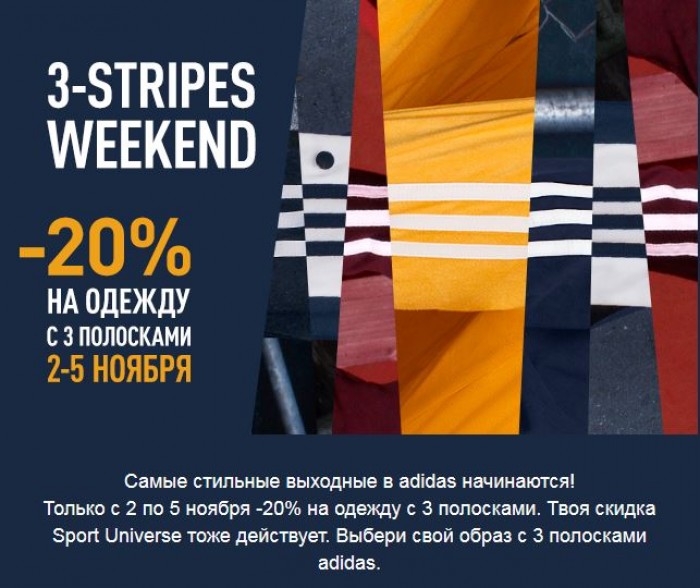 3-STRIPES
WEEKEND
-20%
НА ОДЕЖДУ
С 3 ПОЛОСКАМИ
2-5 НОЯБРЯ
Самые стильные выходные в adidas начинаются!
Только с 2 по 5 ноября -20% на одежду с 3 полосками. Твоя скидка
Sport Universe тоже действует. Выбери свой образ с 3 полосками
adidas.